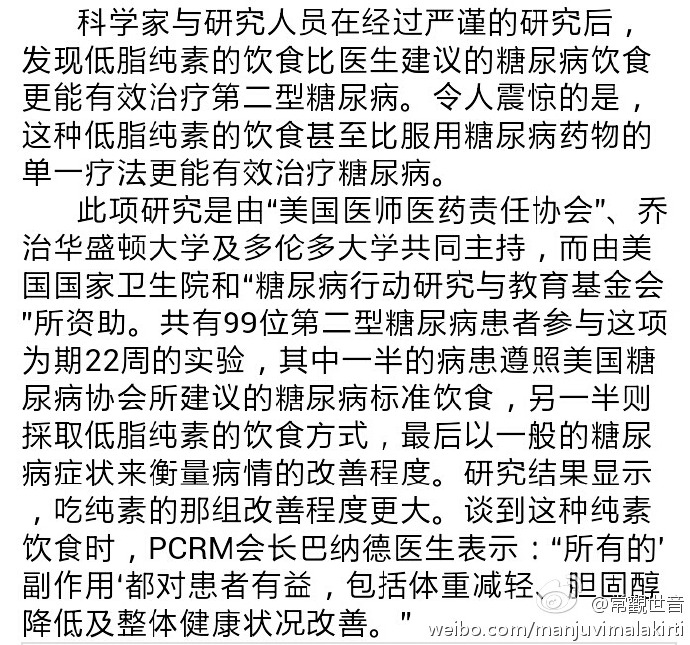 科学家与研究人员在经过严谨的研究后，
发现低脂纯素的饮食比医生建议的糖尿病饮食
更能有效治疗第二型糖尿病。令人震惊的是，
这种低脂纯素的饮食甚至比服用糖尿病药物的
单一疗法更能有效治疗糖尿病。
此项研究是由“美国医师医药责任协会”、乔
治华盛顿大学及多伦多大学共同主持，而由美
国国家卫生院和“糖尿病行动研究与教育基金会
”所资助。共有99位第二型糖尿病患者参与这项
为期22周的实验，其中一半的病患遵照美国糖
尿病协会所建议的糖尿病标准饮食，另一半则
採取低脂纯素的饮食方式，最后以一般的糖尿
病症状来衡量病情的改善程度。研究结果显示
，吃纯素的那组改善程度更大。谈到这种纯素
饮食时，PCRM会长巴纳德医生表示：“所有的’
副作用‘都对患者有益，包括体重减轻、胆固醇
降低及整体健康状况改善。”
@常觀世音
weibo.com/manjuvimalakirti